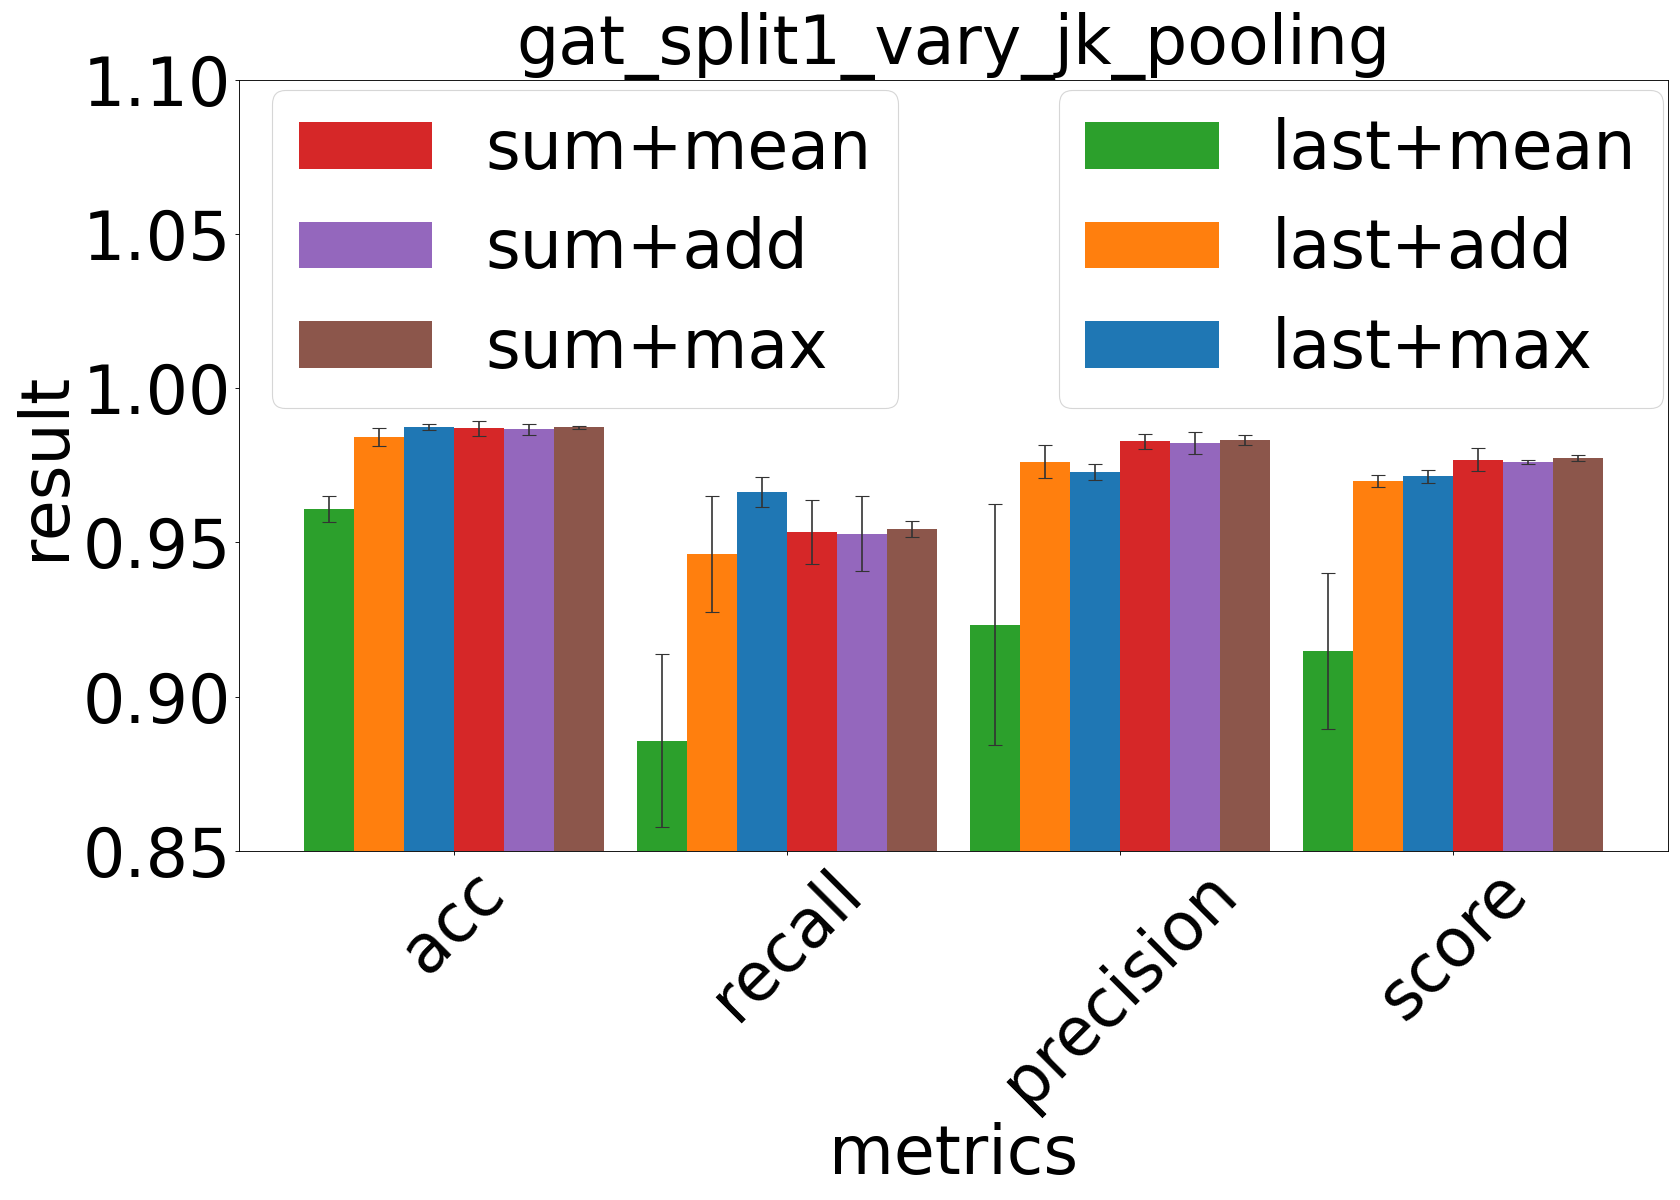 gat_split1_vary_jk_pooling
1.10
1.05
1.00
0.95
0.90
0.85
result
sum+mean
sum+add
sum+max
last+mean
last+add
last+max
acc
recall
precision
score
metrics